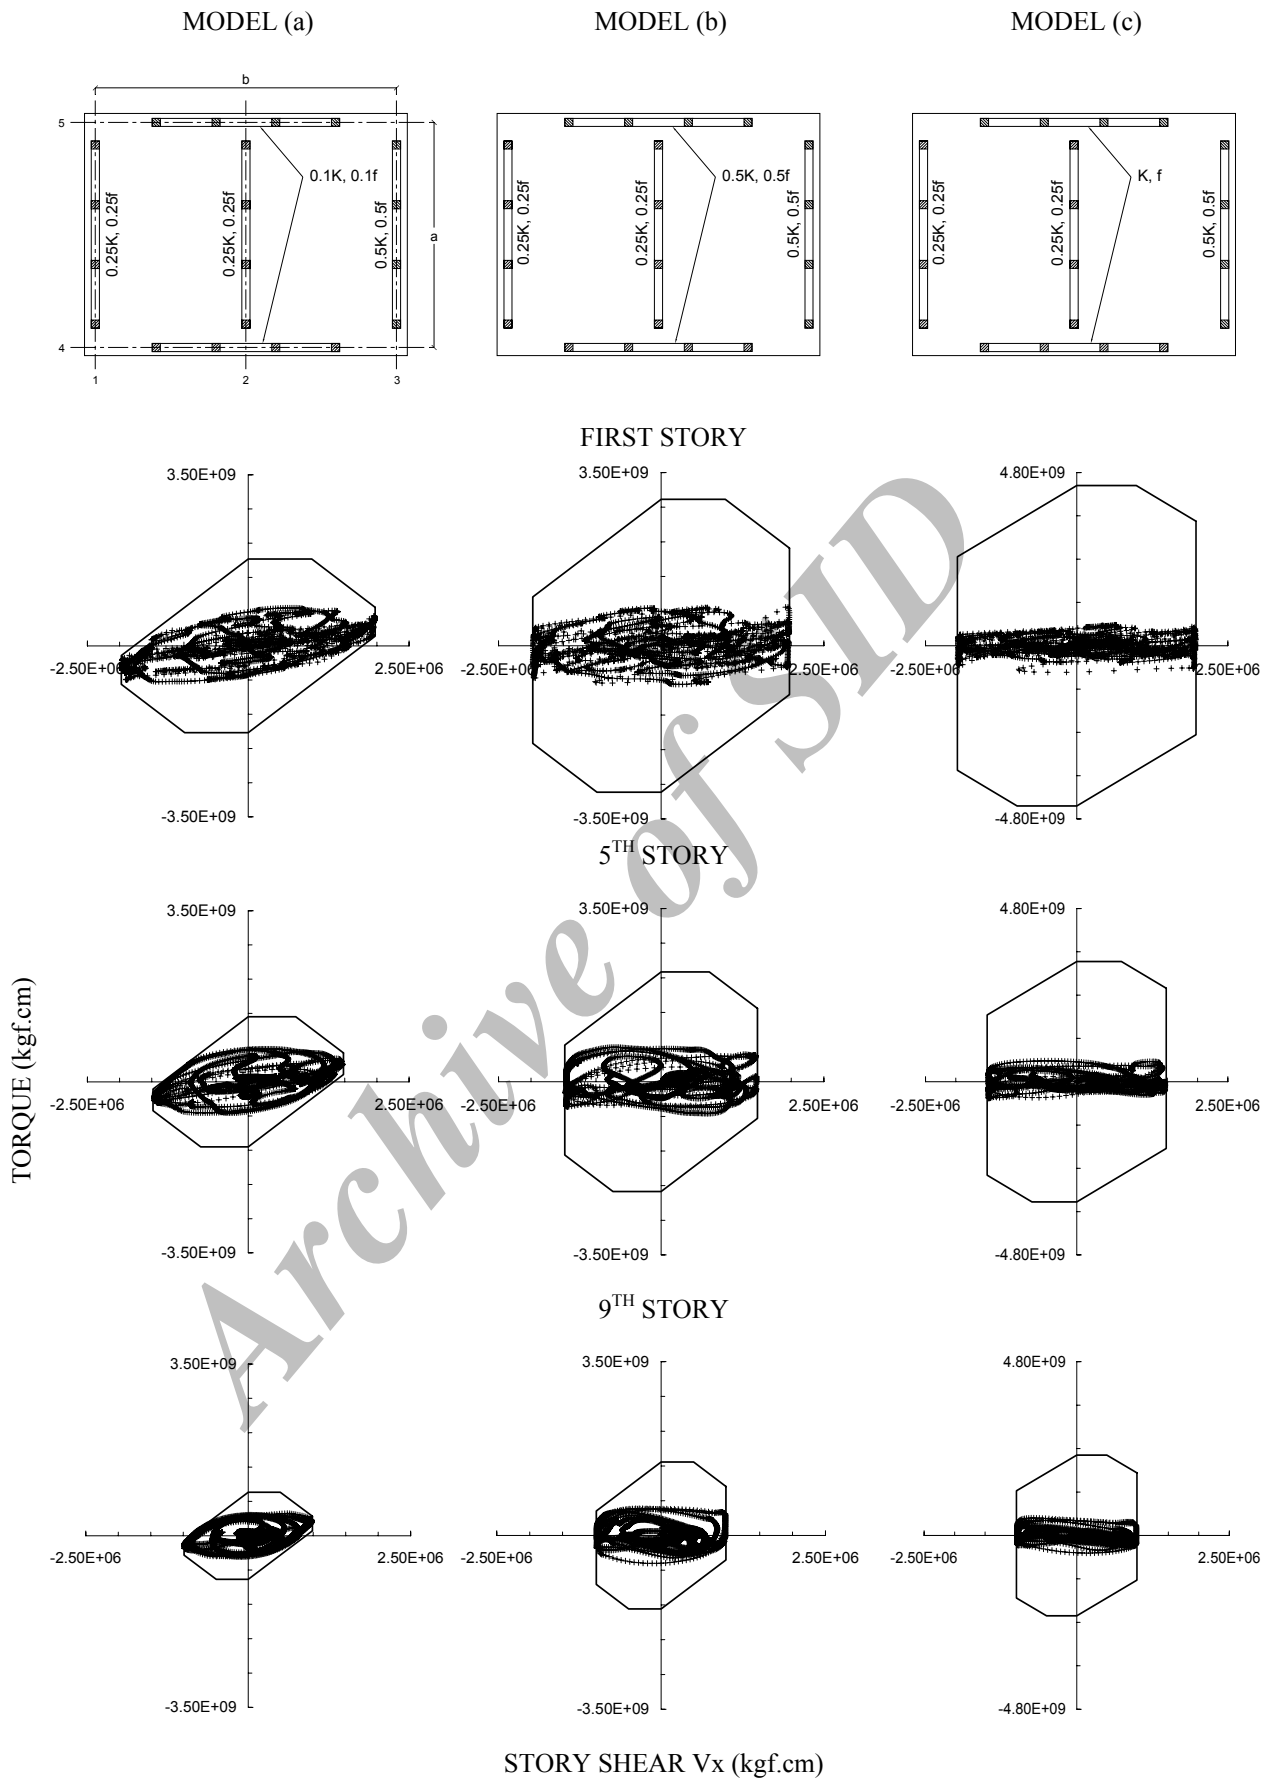 MODEL (a) MODEL (b) MODEL (c)
b
5
0.1K, 0.1f 0.5K, 0.5f K, f
0.25K, 0.25f 0.25K, 0.25f 0.5K, 0.5f a 0.25K, 0.25f 0.25K, 0.25f 0.5K, 0.5f 0.25K, 0.25f 0.25K, 0.25f 0.5K, 0.5f
4
1 2 3
FIRST STORY
3.50E+09 3.50E+09 4.80E+09
-2.50E+06 2.50E+06 -2.50E+06 2.50E+06 -2.50E+06 2.50E+06
-3.50E+09 -3.50E+09 -4.80E+09
5TH STORY
3.50E+09 3.50E+09 4.80E+09
-2.50E+06 2.50E+06 -2.50E+06 2.50E+06 -2.50E+06 2.50E+06
-3.50E+09 -3.50E+09 -4.80E+09
TORQUE (kgf.cm)
9TH STORY
3.50E+09 3.50E+09 4.80E+09
-2.50E+06 2.50E+06 -2.50E+06 2.50E+06 -2.50E+06 2.50E+06
-3.50E+09 -3.50E+09 -4.80E+09
STORY SHEAR Vx (kgf.cm)
Archive of SID